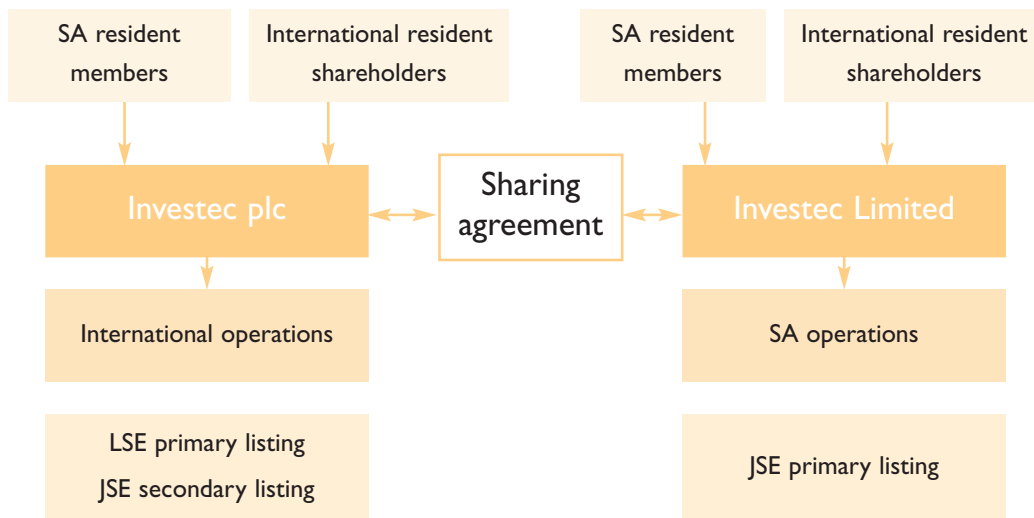 SA resident
members
International resident
shareholders
SA resident
members
International resident
shareholders
Investec plc
Sharing
agreement
Investec Limited
International operations
SA operations
LSE primary listing
JSE secondary listing
JSE primary listing